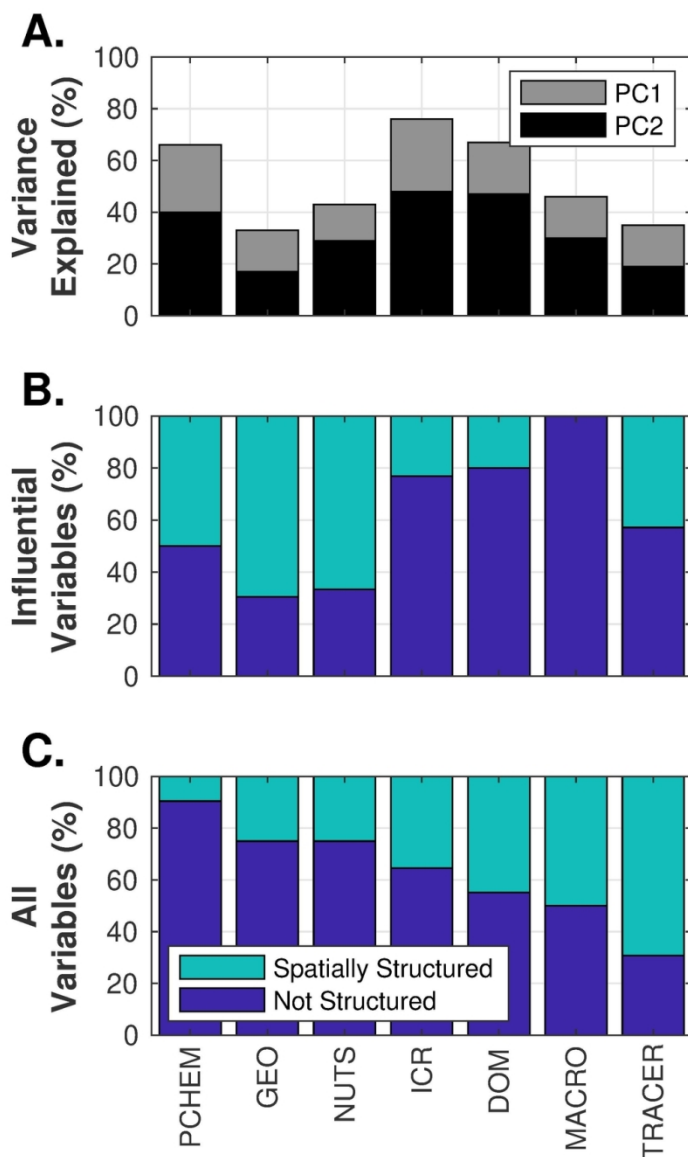 A.
Variance
Explained (%)
100
80
60
40
20
0
PC1
PC2
B.
Influential
Variables (%)
100
80
60
40
20
0
C.
All
Variables (%)
100
80
60
40
20
0
Spatially Structured
Not Structured
PCHEM
GEO
NUTS
ICR
DOM
MACRO
TRACER